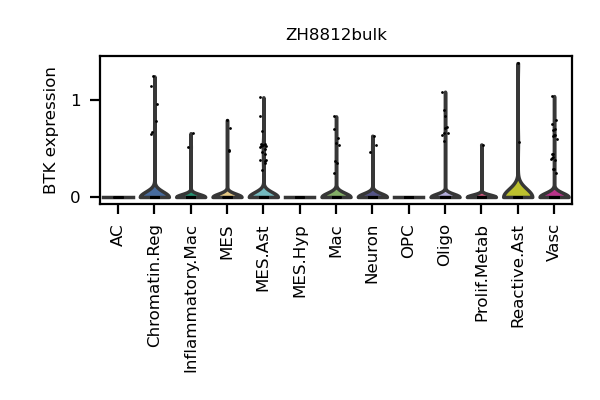 ZH8812bulk
BTK expression
1
0
AC
Chromatin.Reg
Inflammatory.Mac
MES
MES.Ast
MES.Hyp
Mac
Neuron
OPC
Oligo
Prolif.Metab
Reactive.Ast
Vasc